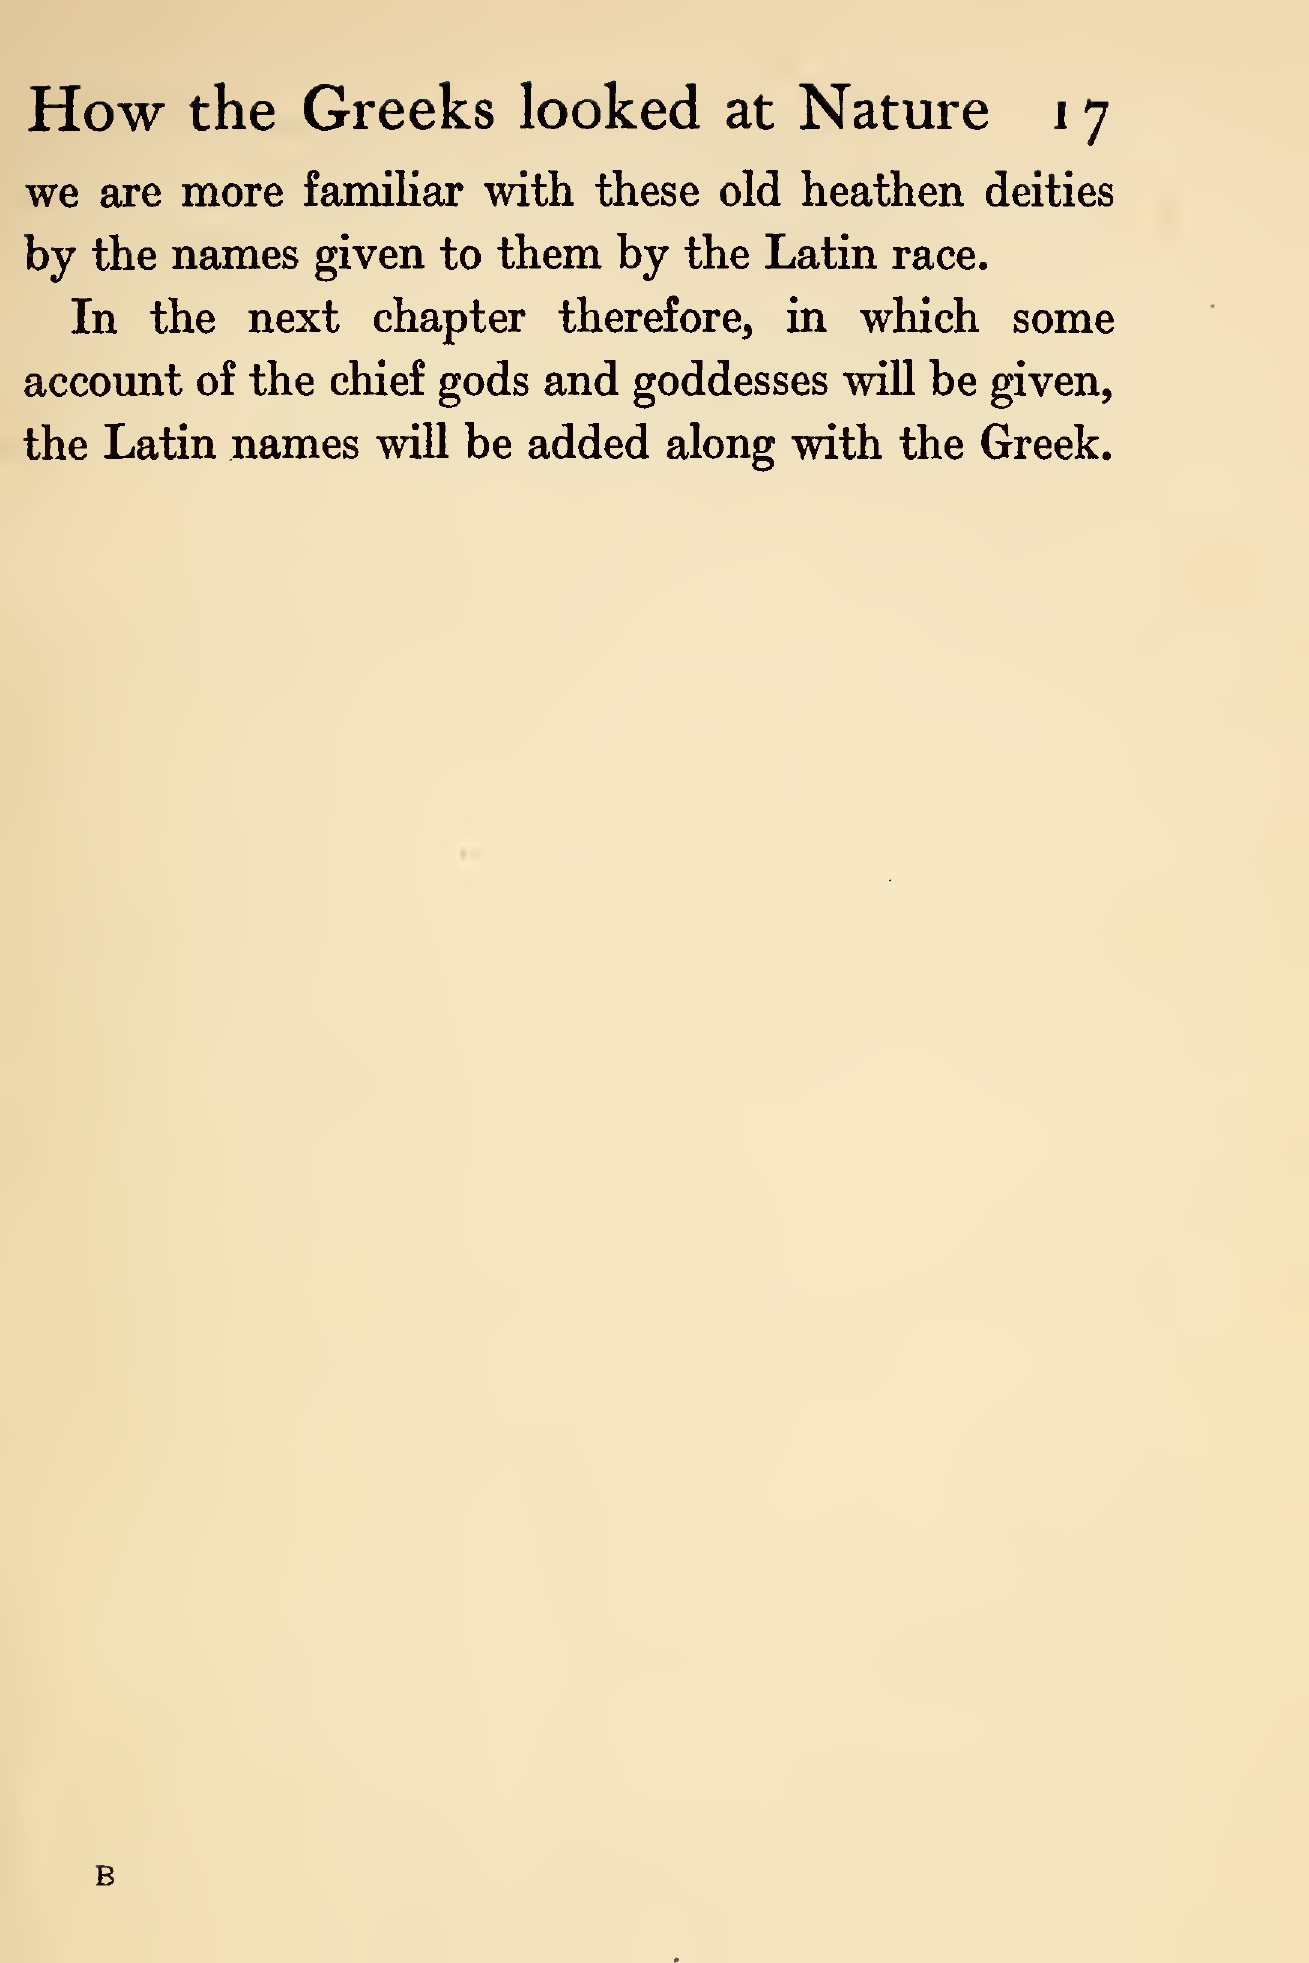 How the Greeks looked at Nature 17
we are more familiar with these old heathen deities
by the names given to them by the Latin race.
In the next chapter therefore, in which some
account of the chief gods and goddesses will be given,
the Latin names will be added along with the Greek.
B